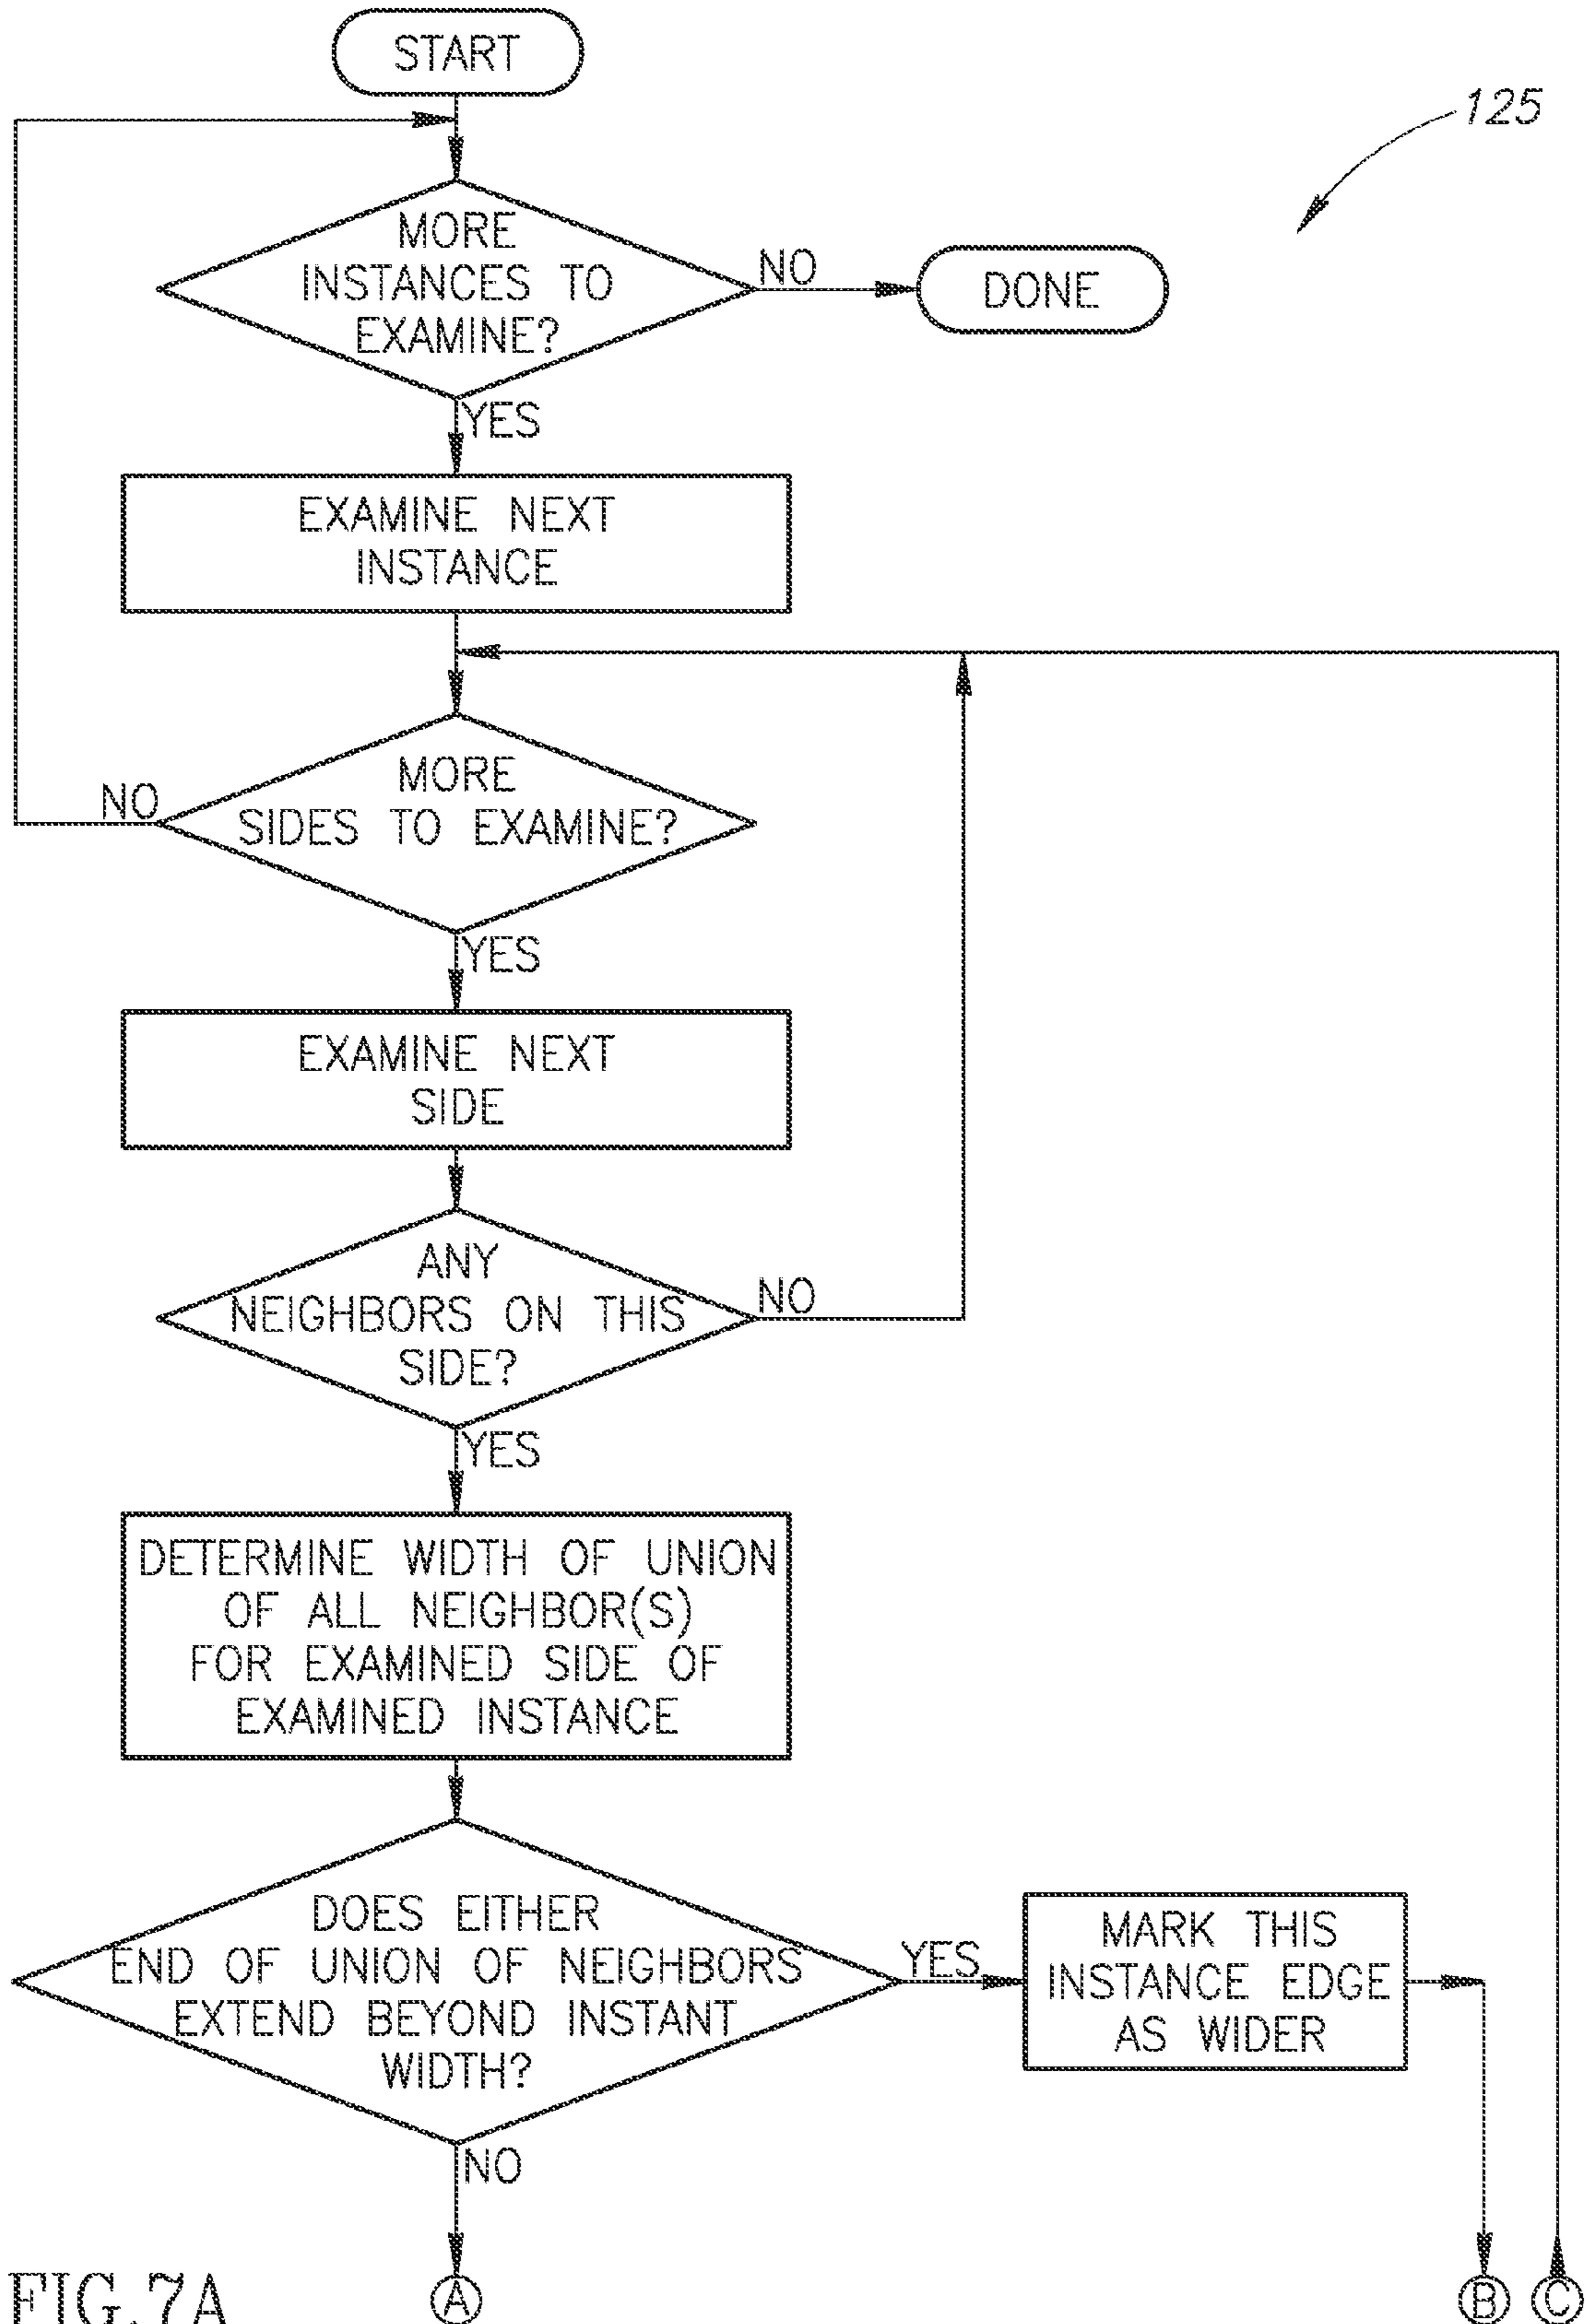 START
125
MORE
INSTANCES TO
EXAMINE?
NO
DONE
YES
EXAMINE NEXT
INSTANCE
MORE
SIDES TO EXAMINE?
NO
YES
EXAMINE NEXT
SIDE
ANY
NEIGHBORS ON THIS
SIDE?
NO
YES
DETERMINE WIDTH OF UNION
OF ALL NEIGHBOR(S)
FOR EXAMINED SIDE OF
EXAMINED INSTANCE
DOES EITHER
END OF UNION OF NEIGHBORS
EXTEND BEYOND INSTANT
WIDTH?
YES
MARK THIS
INSTANCE EDGE
AS WIDER
NO
FIG. 7A
A
B
C